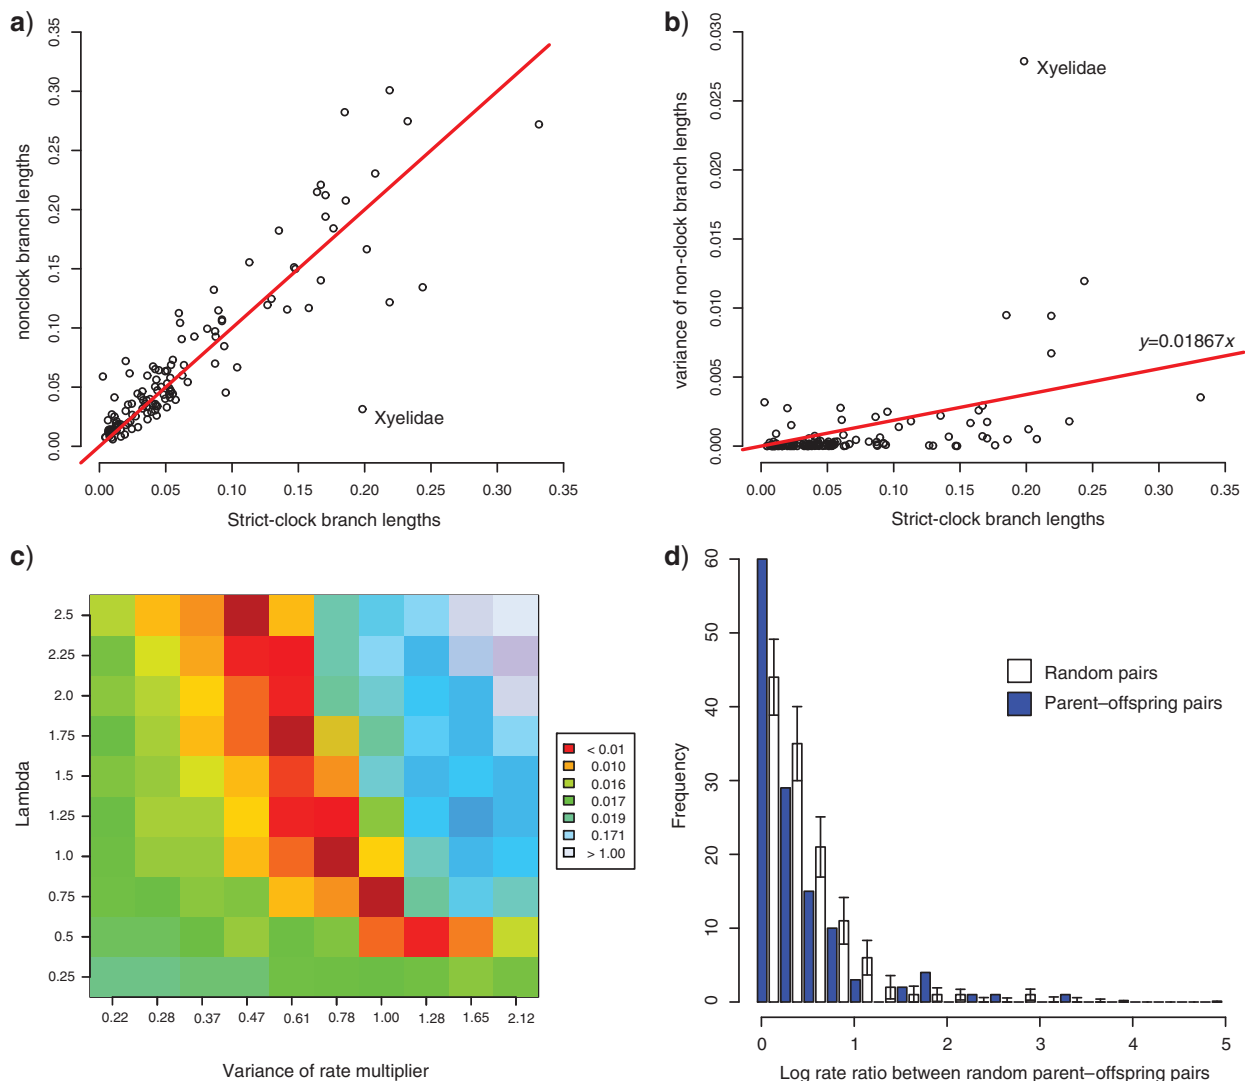 a)
nonclock branch lengths
0.35
0.30
0.25
0.20
0.15
0.10
0.05
0.00
Xyelidae
0.00 0.05 0.10 0.15 0.20 0.25 0.30 0.35
Strict-clock branch lengths
b)
variance of non-clock branch lengths
0.030
0.025
0.020
0.015
0.010
0.005
0.000
Xyelidae
y=0.01867x
0.00 0.05 0.10 0.15 0.20 0.25 0.30 0.35
Strict-clock branch lengths
c)
Lambda
2.5
2.25
2.0
1.75
1.5
1.25
1.0
0.75
0.5
0.25
0.22 0.28 0.37 0.47 0.61 0.78 1.00 1.28 1.65 2.12
Variance of rate multiplier
< 0.01
0.010
0.016
0.017
0.019
0.171
> 1.00
d)
Frequency
60
50
40
30
20
10
0
Random pairs
Parent–offspring pairs
0 1 2 3 4 5
Log rate ratio between random parent–offspring pairs